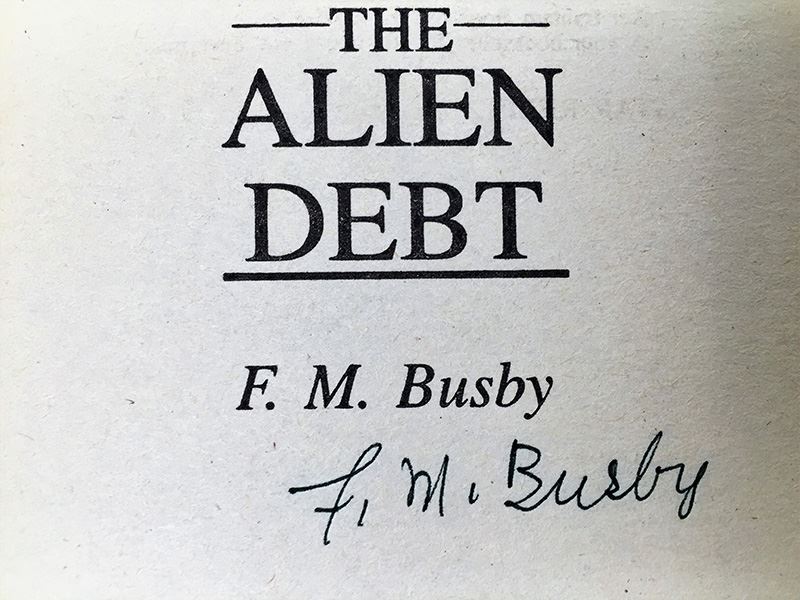 THE
ALIEN
DEBT
F. M. Busby
F. M. Busby